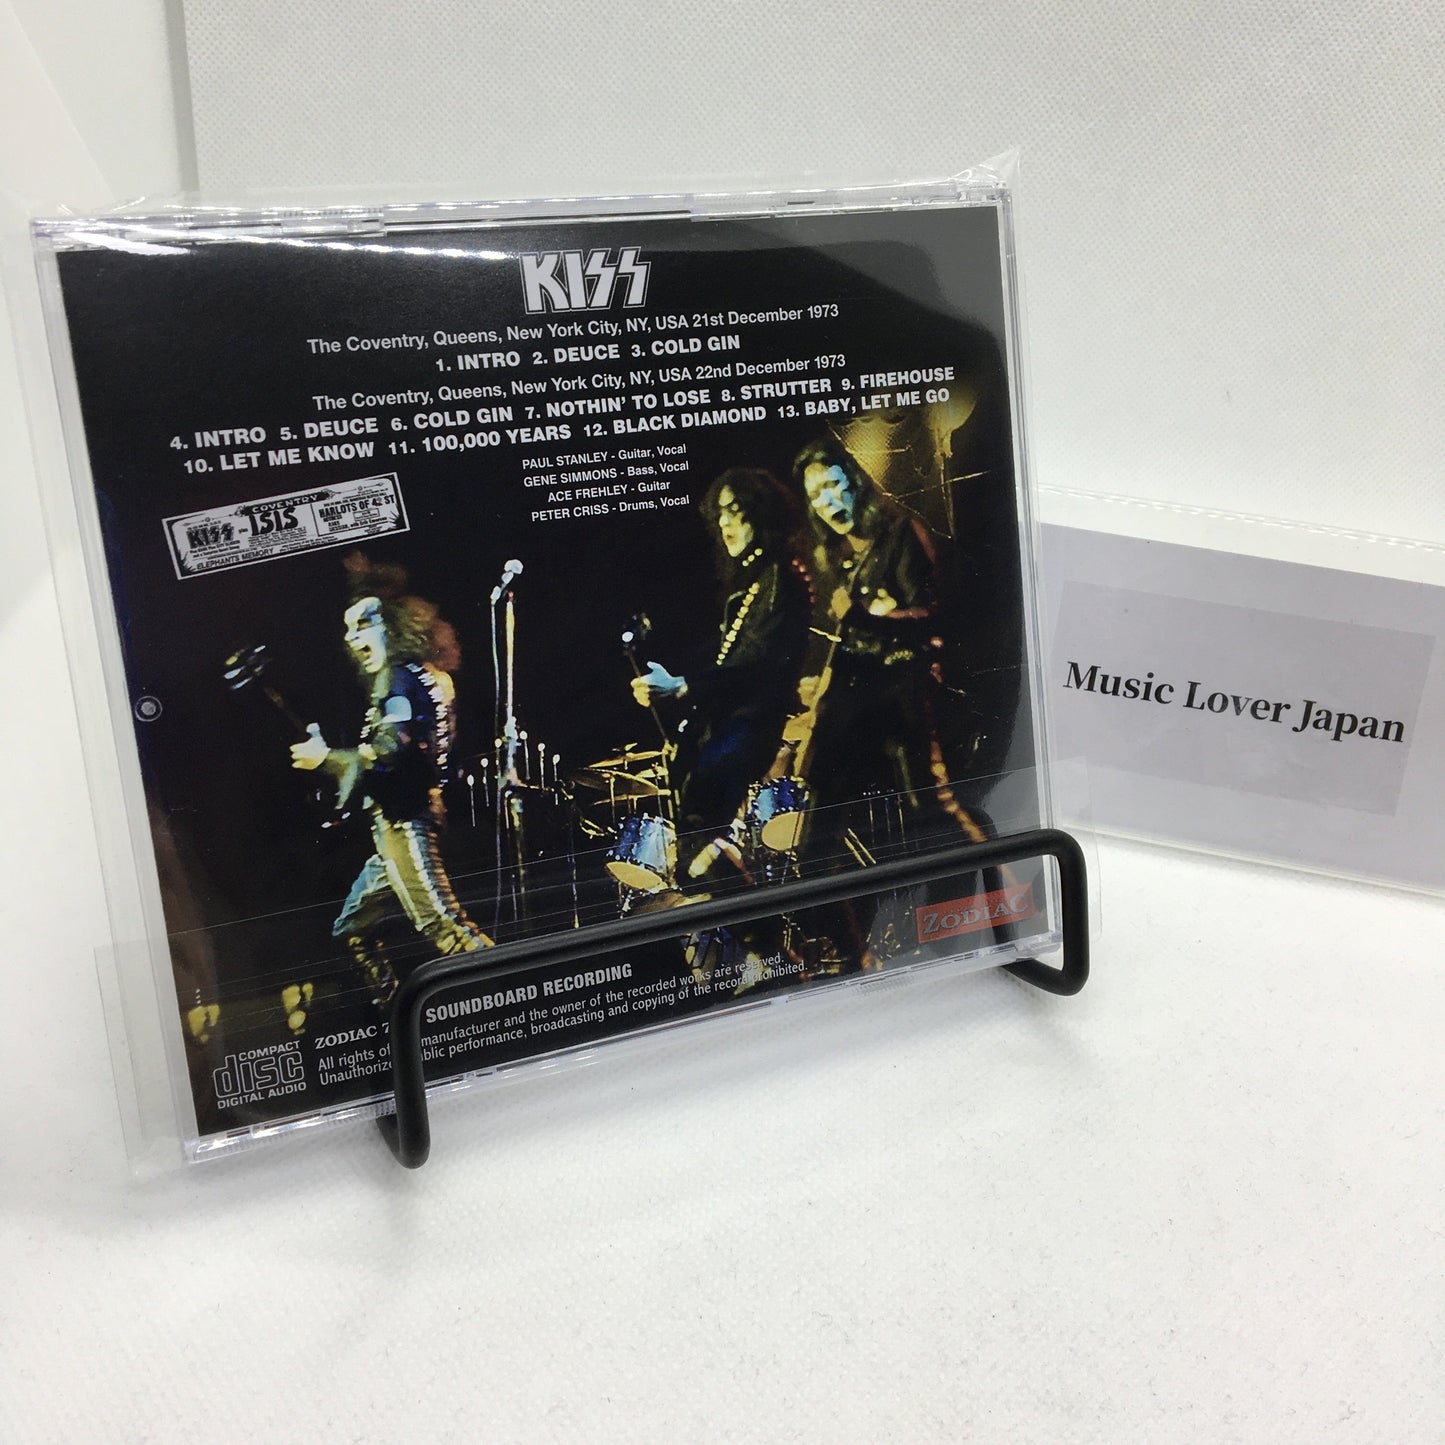 KISS
The Coventry, Queens, New York City, NY, USA 21st December 1973
1. INTRO 2. DEUCE 3. COLD GIN
The Coventry, Queens, New York City, NY, USA 22nd December 1973
4. INTRO 5. DEUCE 6. COLD GIN 7. NOTHIN' TO LOSE 8. STRUTTER 9. FIREHOUSE
10. LET ME KNOW 11. 100,000 YEARS 12. BLACK DIAMOND 13. BABY, LET ME GO
PAUL STANLEY - Guitar, Vocal
GENE SIMMONS - Bass, Vocal
ACE FREHLEY - Guitar
PETER CRISS - Drums, Vocal
COVENTRY
KISS
ISIS
HARLOTS OF 42 ST
ELEPHANTS MEMORY
Music Lover Japan
ZODIAC
SOUNDBOARD RECORDING
ZODIAC 7 manufacturer and the owner of the recorded works are reserved.
All rights of public performance, broadcasting and copying of the record prohibited.
Unauthoriz
COMPACT
disc
DIGITAL AUDIO